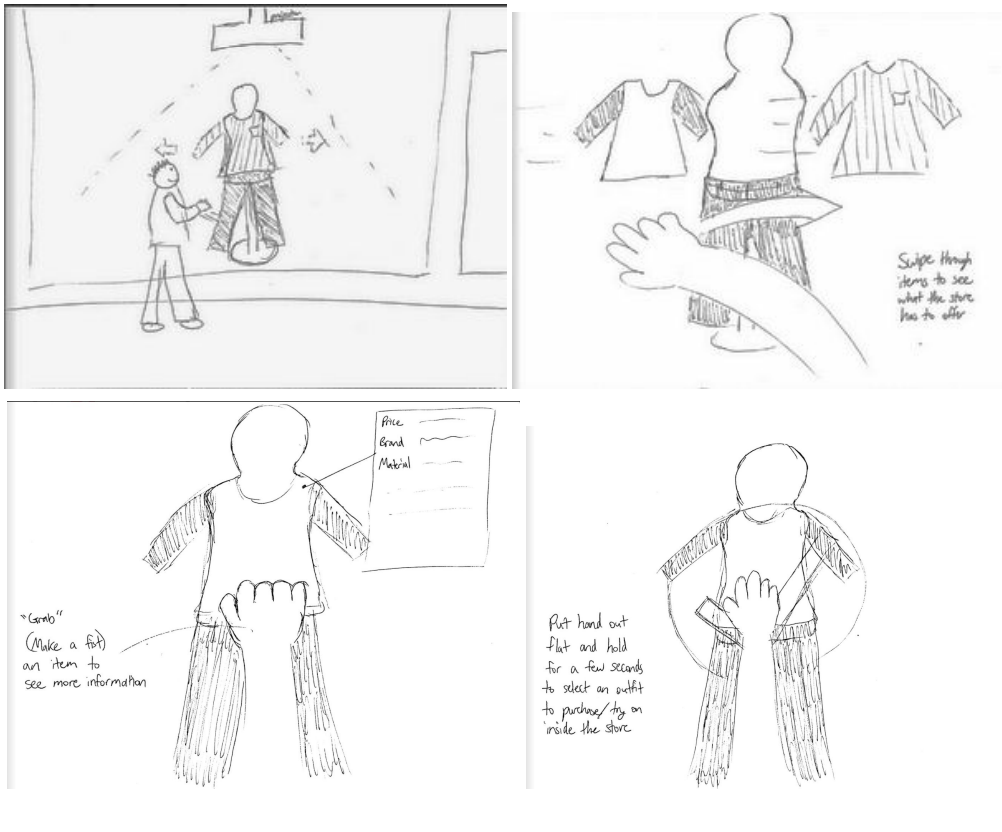 projector
Swipe through
items to see
what the store
has to offer
Price
Brand
Material
"Grab"
(Make a fist)
an item to
see more information
Put hand out
flat and hold
for a few seconds
to select an outfit
to purchase/try on
inside the store